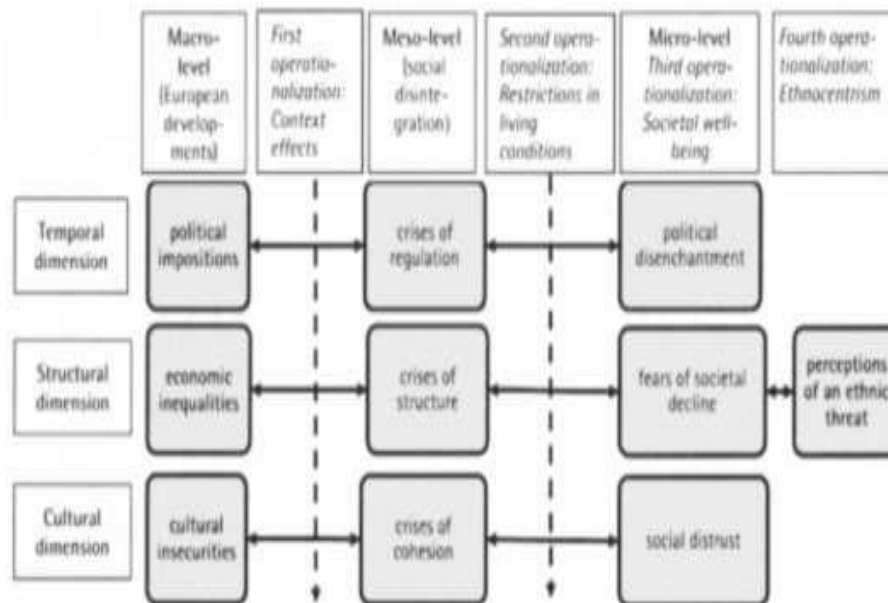 Macro-
level
(European
develop-
ments)
First
operatio-
nalization:
Context
effects
Meso-level
(social
disinte-
gration)
Second opera-
tionalization:
Restrictions in
living
conditions
Micro-level
Third opera-
tionalization:
Societal well-
being
Fourth opera-
tionalization:
Ethnocentrism
Temporal
dimension
political
impositions
crises of
regulation
political
disenchantment
Structural
dimension
economic
inequalities
crises of
structure
fears of societal
decline
perceptions
of an ethnic
threat
Cultural
dimension
cultural
insecurities
crises of
cohesion
social distrust